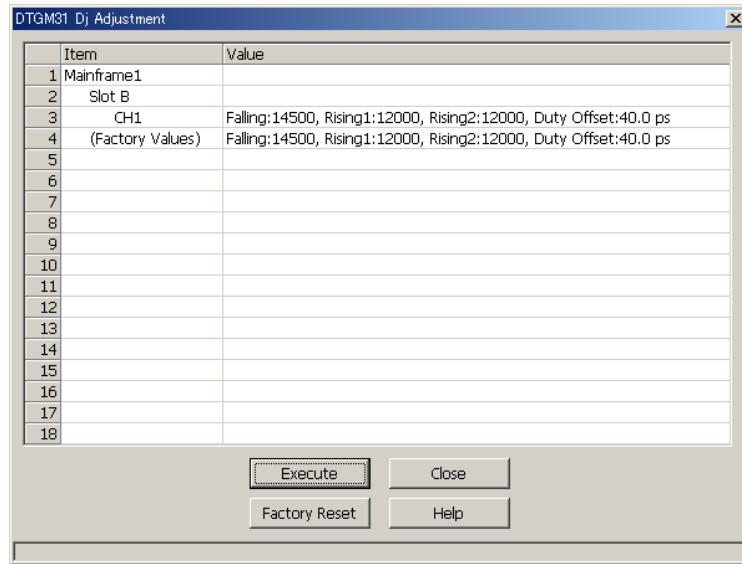 DTGM31 Dj Adjustment
Item Value
1 Mainframe1
2 Slot B
3 CH1 Falling:14500, Rising1:12000, Rising2:12000, Duty Offset:40.0 ps
4 (Factory Values) Falling:14500, Rising1:12000, Rising2:12000, Duty Offset:40.0 ps
5
6
7
8
9
10
11
12
13
14
15
16
17
18
Execute Close
Factory Reset Help